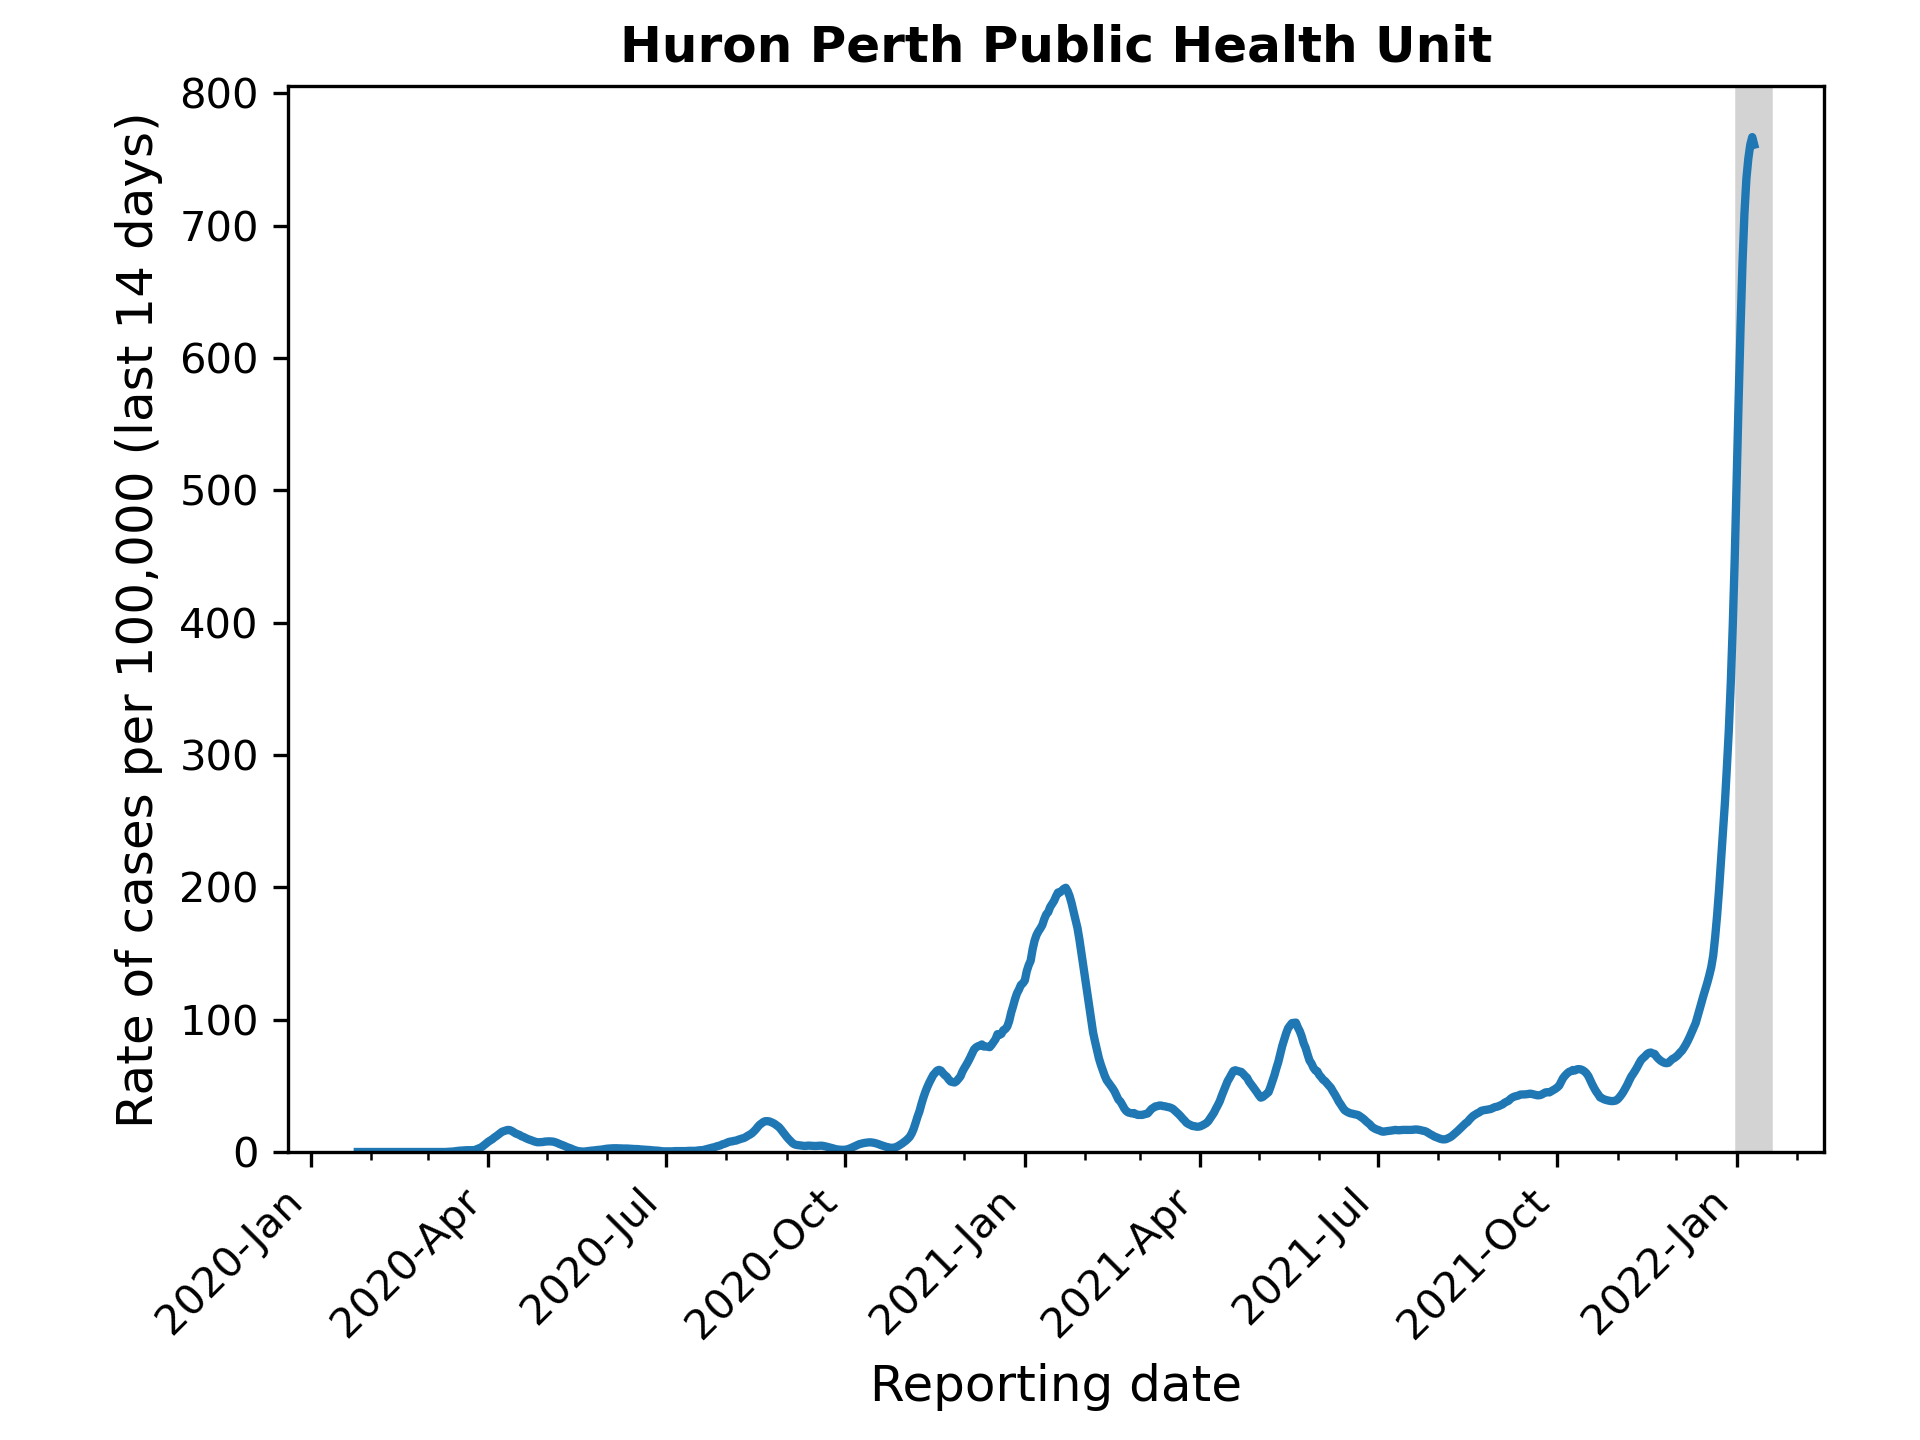 Huron Perth Public Health Unit
Rate of cases per 100,000 (last 14 days)
800
700
600
500
400
300
200
100
0
2020-Jan
2020-Apr
2020-Jul
2020-Oct
2021-Jan
2021-Apr
2021-Jul
2021-Oct
2022-Jan
Reporting date